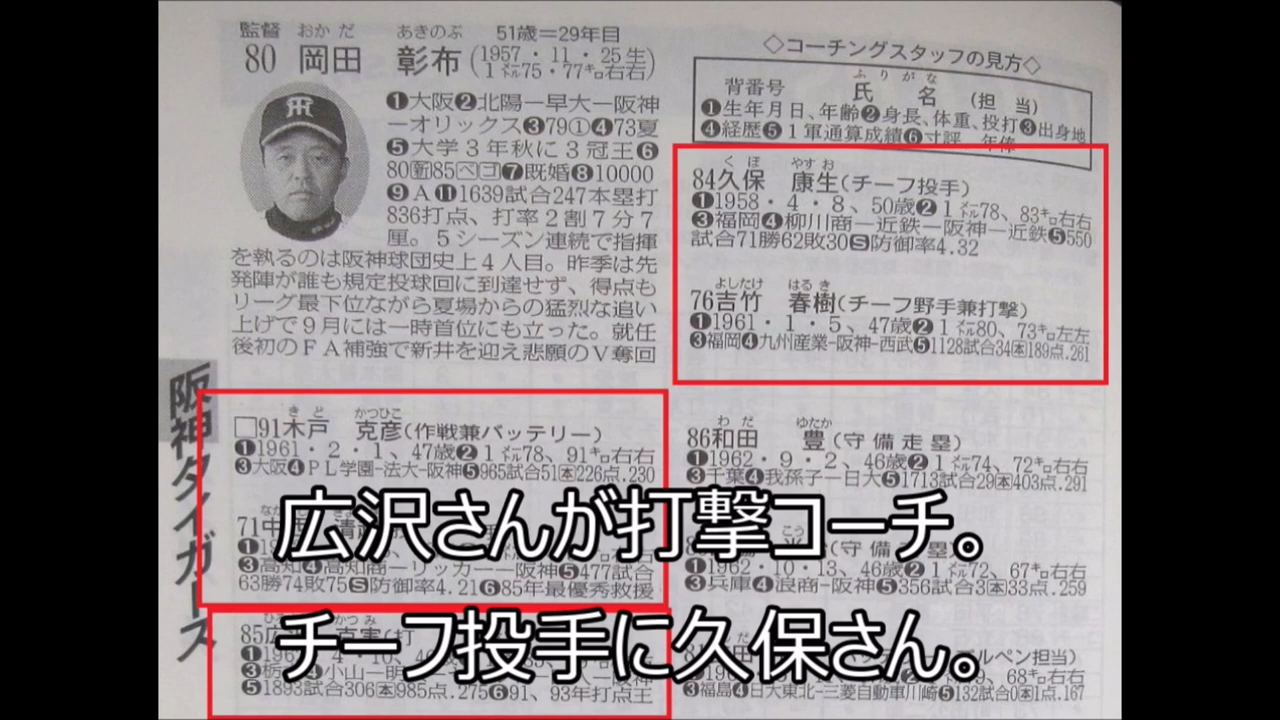 監督 おかだ あきのぶ 51歳=29年目
80 岡田 彰布 (1957・11・25生
1㍍75・77㌔右右)
❶大阪❷北陽ー早大ー阪神
ーオリックス❸79①❹73夏
❺大学3年秋に3冠王❻
80新85ベゴ❼既婚❽10000
❾A⓫1639試合247本塁打
836打点、打率2割7分7
厘。5シーズン連続で指揮
を執るのは阪神球団史上4人目。昨季は先
発陣が誰も規定投球回に到達せず、得点も
リーグ最下位ながら夏場からの猛烈な追い
上げで9月には一時首位にも立った。就任
後初のFA補強で新井を迎え悲願のV奪回
◇コーチングスタッフの見方◇
ふりがな
背番号 氏名 (担当)
❶生年月日、年齢❷身長、体重、投打❸出身地
❹経歴❺1軍通算成績❻寸評
くぼ やすお
84久保 康生(チーフ投手)
❶1958・4・8、50歳❷1㍍78、83㌔右右
❸福岡❹柳川商ー近鉄ー阪神ー近鉄❺550
試合71勝62敗30S防御率4.32
よしたけ はるき
76吉竹 春樹(チーフ野手兼打撃)
❶1961・1・5、47歳❷1㍍80、73㌔左左
❸福岡❹九州産業-阪神-西武❺1128試合34本189点.261
阪神タイガース
きど かつひこ
□91木戸 克彦(作戦兼バッテリー)
❶1961・2・1、47歳❷1㍍78、91㌔右右
❸大阪❹PL学園-法大-阪神❺965試合51本226点.230
わだ ゆたか
86和田 豊(守備走塁)
❶1962・9・2、46歳❷1㍍74、72㌔右右
❸千葉❹我孫子ー日大❺1713試合29本403点.291
広沢さんが打撃コーチ。
❸高知❹高知商ーリッカーー阪神❺477試合
63勝74敗75S防御率4.21❻85年最優秀救援
(守備走塁)
❶1962・10・13、46歳❷1㍍72、67㌔右右
❸兵庫❹浪商-阪神❺356試合3本33点.259
チーフ投手に久保さん。
❺1893試合306本985点.275❻91、93年打点王
ブルペン担当)
68㌔右右
❸福島❹日大東北-三菱自動車川崎❺132試合0本1点.167